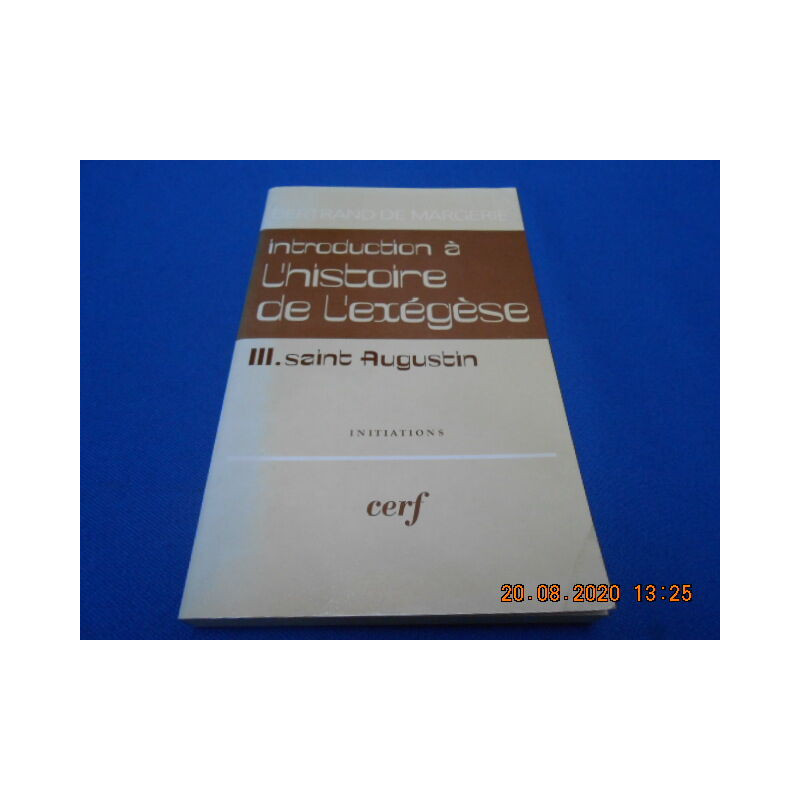 BERTRAND DE MARGERIE
introduction à
L'histoire
de L'exégèse
III. saint Augustin
INITIATIONS
cerf
20.08.2020 13:25